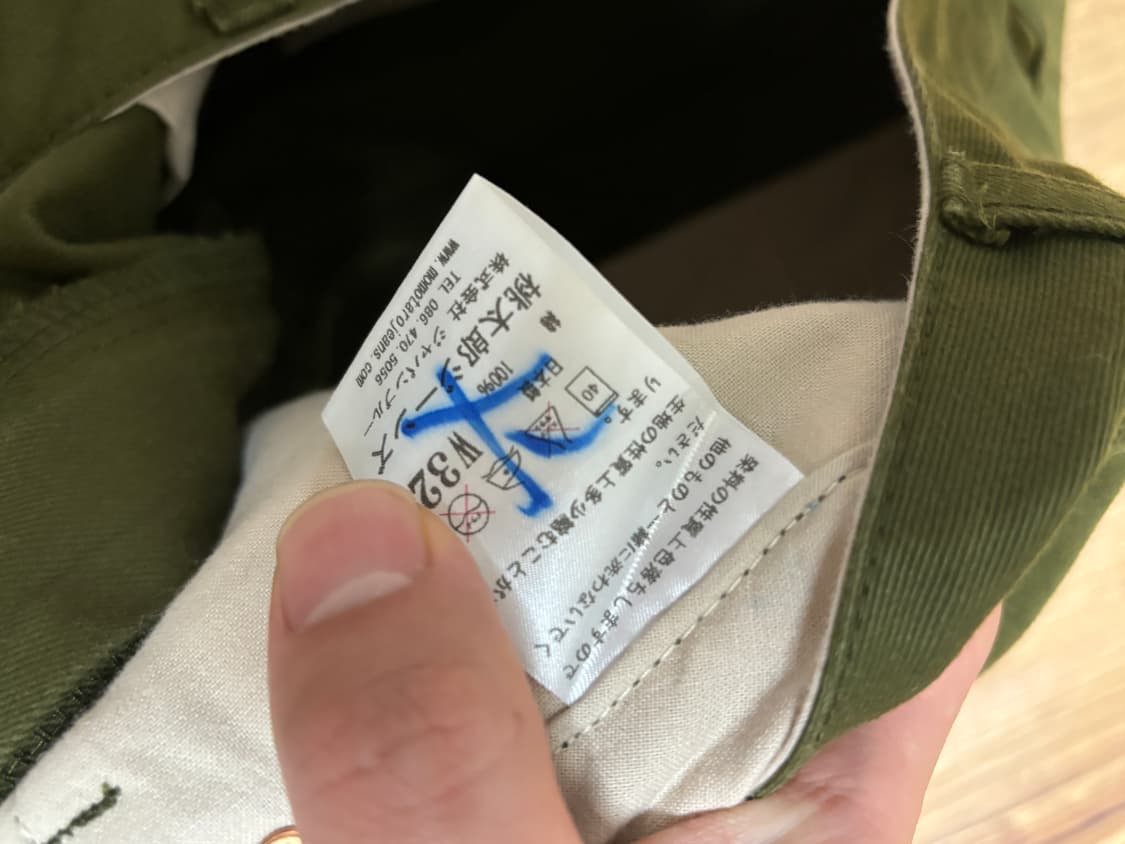 染料の性質上色落ちしますので
他のものと一緒に洗わないでく
ださい。
生地の性質上多少縮むことが
ります。
40
日本製
綿 100% W32
桃太郎ジーンズ
株式会社 ジャパンブルー
TEL 086.470.5056
www.momotarojeans.com